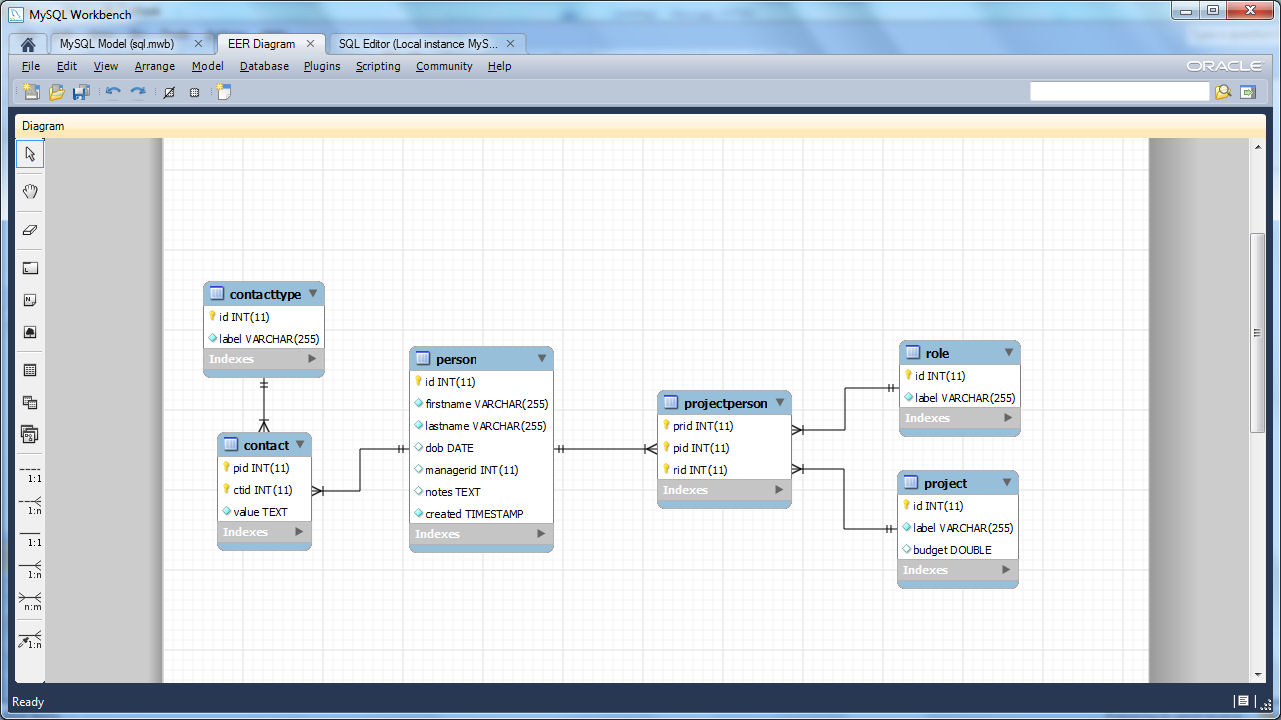 MySQL Workbench
MySQL Model (sql.mwb)
EER Diagram
SQL Editor (Local instance MyS...
File Edit View Arrange Model Database Plugins Scripting Community Help
ORACLE
Diagram
1:1
1:n
1:1
1:n
n:m
1:n
contacttype
id INT(11)
label VARCHAR(255)
Indexes
contact
pid INT(11)
ctid INT(11)
value TEXT
Indexes
person
id INT(11)
firstname VARCHAR(255)
lastname VARCHAR(255)
dob DATE
managerid INT(11)
notes TEXT
created TIMESTAMP
Indexes
projectperson
prid INT(11)
pid INT(11)
rid INT(11)
Indexes
role
id INT(11)
label VARCHAR(255)
Indexes
project
id INT(11)
label VARCHAR(255)
budget DOUBLE
Indexes
Ready